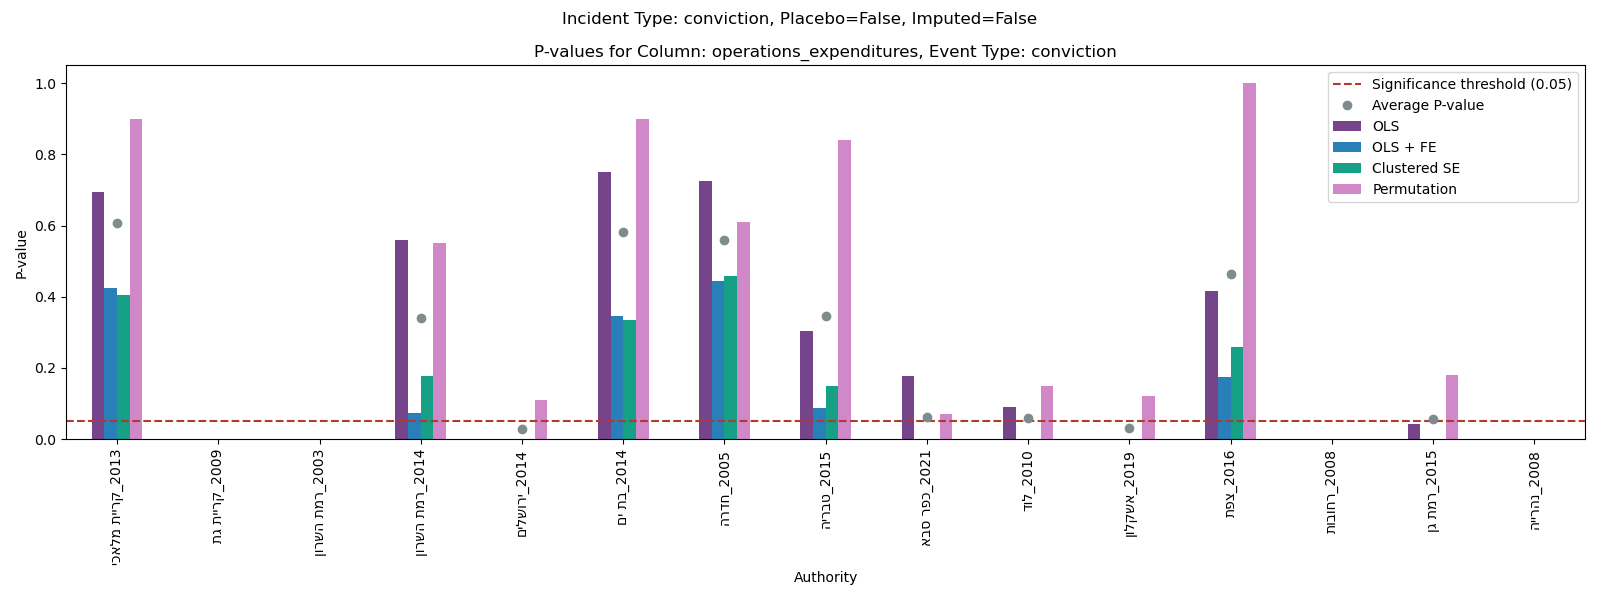 Incident Type: conviction, Placebo=False, Imputed=False
P-values for Column: operations_expenditures, Event Type: conviction
Significance threshold (0.05)
Average P-value
OLS
OLS + FE
Clustered SE
Permutation
P-value
1.0
0.8
0.6
0.4
0.2
0.0
קריית מלאכי_2013
קריית גת_2009
רמת השרון_2003
רמת השרון_2014
ירושלים_2014
בת ים_2014
חדרה_2005
טבריה_2015
כפר סבא_2021
לוד_2010
אשקלון_2019
צפת_2016
רחובות_2008
רמת גן_2015
נהרייה_2008
Authority